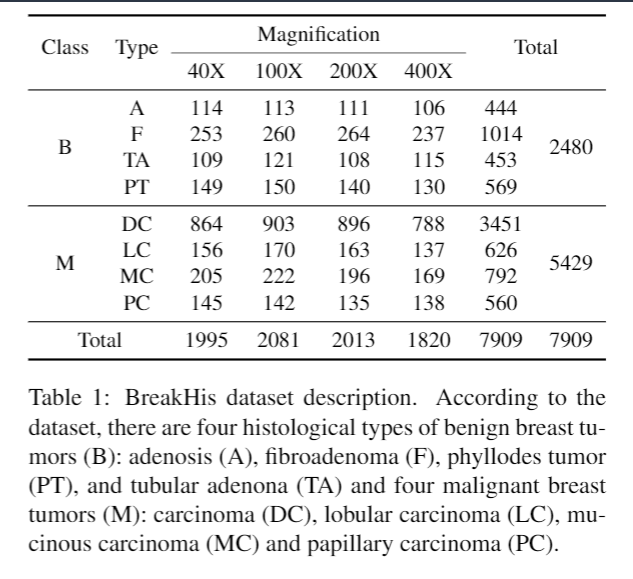 Class Type Magnification Total
40X 100X 200X 400X
A 114 113 111 106 444
F 253 260 264 237 1014
B 2480
TA 109 121 108 115 453
PT 149 150 140 130 569
DC 864 903 896 788 3451
LC 156 170 163 137 626
M 5429
MC 205 222 196 169 792
PC 145 142 135 138 560
Total 1995 2081 2013 1820 7909 7909
Table 1: BreakHis dataset description. According to the
dataset, there are four histological types of benign breast tu-
mors (B): adenosis (A), fibroadenoma (F), phyllodes tumor
(PT), and tubular adenona (TA) and four malignant breast
tumors (M): carcinoma (DC), lobular carcinoma (LC), mu-
cinous carcinoma (MC) and papillary carcinoma (PC).